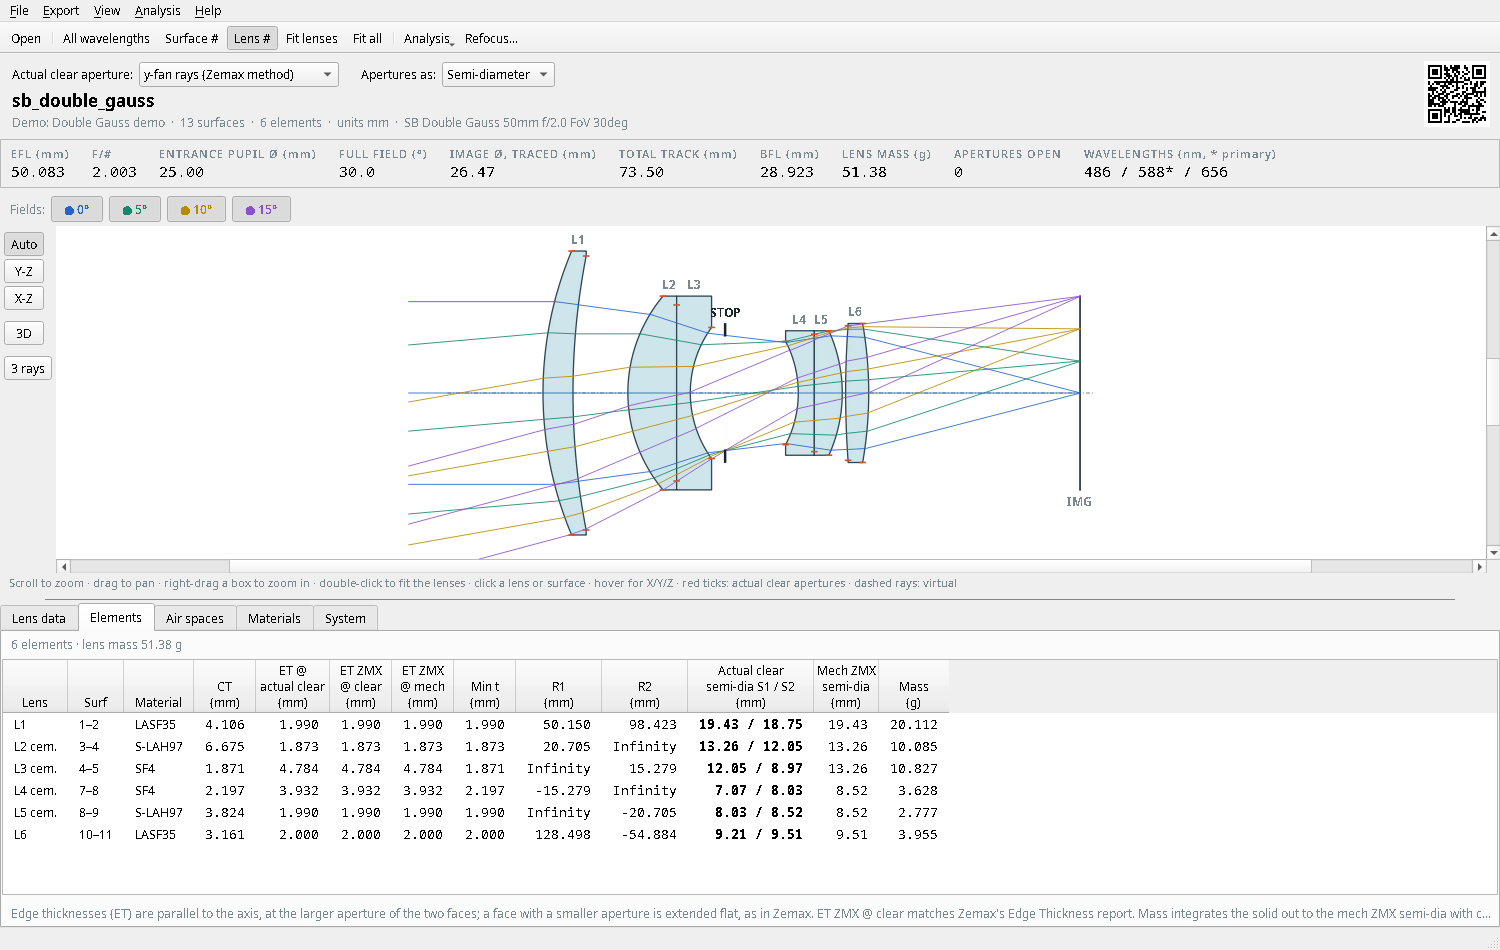 File Export View Analysis Help
Open All wavelengths Surface # Lens # Fit lenses Fit all Analysis Refocus...
Actual clear aperture: y-fan rays (Zemax method) Apertures as: Semi-diameter
sb_double_gauss
Demo: Double Gauss demo · 13 surfaces · 6 elements · units mm · SB Double Gauss 50mm f/2.0 FoV 30deg
EFL (mm) F/# ENTRANCE PUPIL Ø (mm) FULL FIELD (°) IMAGE Ø, TRACED (mm) TOTAL TRACK (mm) BFL (mm) LENS MASS (g) APERTURES OPEN WAVELENGTHS (nm, * primary)
50.083 2.003 25.00 30.0 26.47 73.50 28.923 51.38 0 486 / 588* / 656
Fields: 0° 5° 10° 15°
Auto
Y-Z
X-Z
3D
3 rays
L1
L2 L3
STOP
L4 L5 L6
IMG
Scroll to zoom · drag to pan · right-drag a box to zoom in · double-click to fit the lenses · click a lens or surface · hover for X/Y/Z · red ticks: actual clear apertures · dashed rays: virtual
Lens data Elements Air spaces Materials System
6 elements · lens mass 51.38 g
Lens Surf Material CT (mm) ET @ actual clear (mm) ET ZMX @ clear (mm) ET ZMX @ mech (mm) Min t (mm) R1 (mm) R2 (mm) Actual clear semi-dia S1 / S2 (mm) Mech ZMX semi-dia (mm) Mass (g)
L1 1–2 LASF35 4.106 1.990 1.990 1.990 1.990 50.150 98.423 19.43 / 18.75 19.43 20.112
L2 cem. 3–4 S-LAH97 6.675 1.873 1.873 1.873 1.873 20.705 Infinity 13.26 / 12.05 13.26 10.085
L3 cem. 4–5 SF4 1.871 4.784 4.784 4.784 1.871 Infinity 15.279 12.05 / 8.97 13.26 10.827
L4 cem. 7–8 SF4 2.197 3.932 3.932 3.932 2.197 -15.279 Infinity 7.07 / 8.03 8.52 3.628
L5 cem. 8–9 S-LAH97 3.824 1.990 1.990 1.990 1.990 Infinity -20.705 8.03 / 8.52 8.52 2.777
L6 10–11 LASF35 3.161 2.000 2.000 2.000 2.000 128.498 -54.884 9.21 / 9.51 9.51 3.955
Edge thicknesses (ET) are parallel to the axis, at the larger aperture of the two faces; a face with a smaller aperture is extended flat, as in Zemax. ET ZMX @ clear matches Zemax's Edge Thickness report. Mass integrates the solid out to the mech ZMX semi-dia with c...